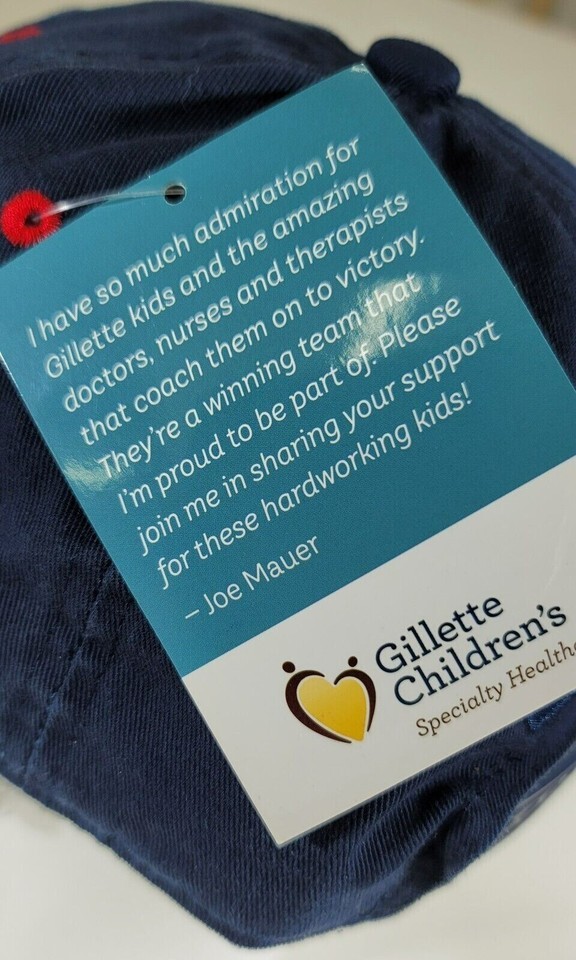 I have so much admiration for
Gillette kids and the amazing
doctors, nurses and therapists
that coach them on to victory.
They're a winning team that
I'm proud to be part of. Please
join me in sharing your support
for these hardworking kids!
– Joe Mauer
Gillette
Children's
Specialty